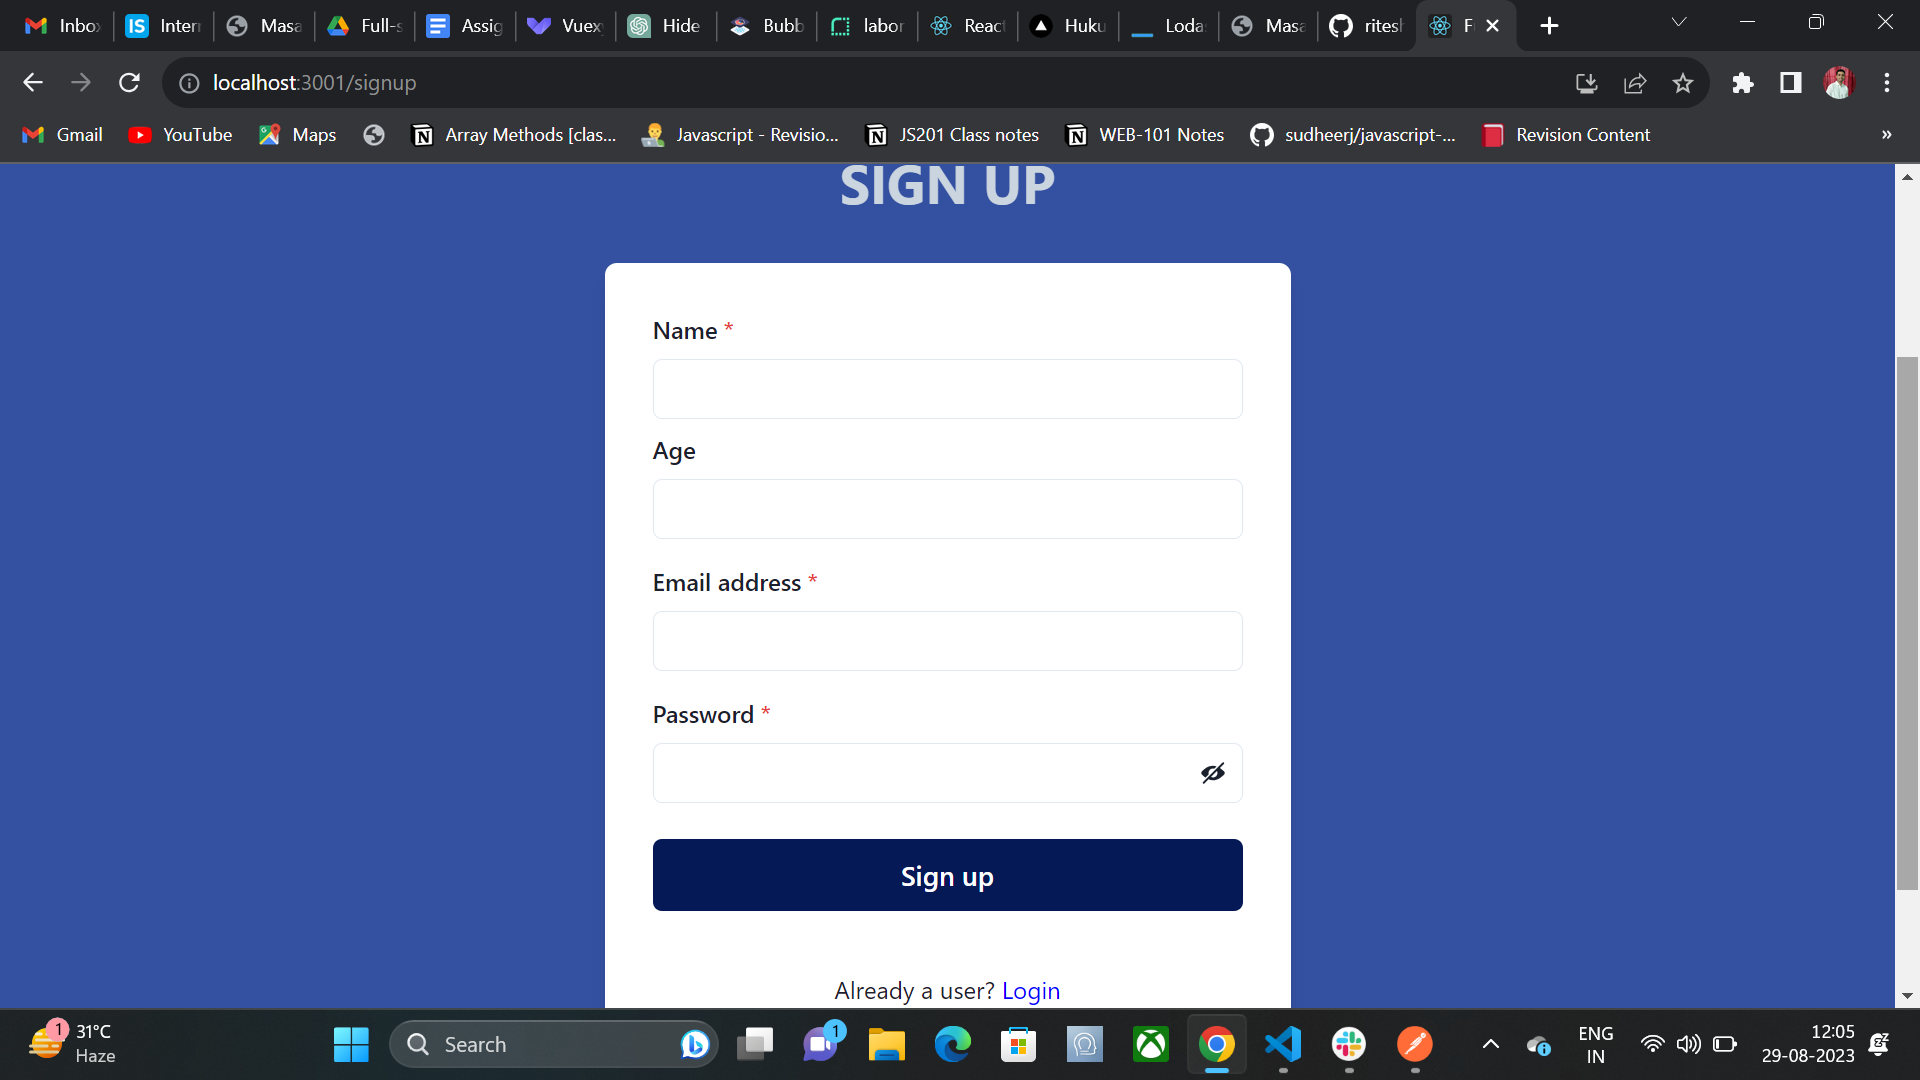 Inbo
IS
Intern
Masa
Full-s
Assig
Vuex
Hide
Bubb
labor
React
Huku
Loda
Masa
ritesh
F
localhost:3001/signup
Gmail
YouTube
Maps
Array Methods [clas...
Javascript - Revisio...
JS201 Class notes
WEB-101 Notes
sudheerj/javascript-...
Revision Content
»
SIGN UP
Name *
Age
Email address *
Password *
Sign up
Already a user? Login
1
31°C
Haze
Search
1
ENG
IN
12:05
29-08-2023